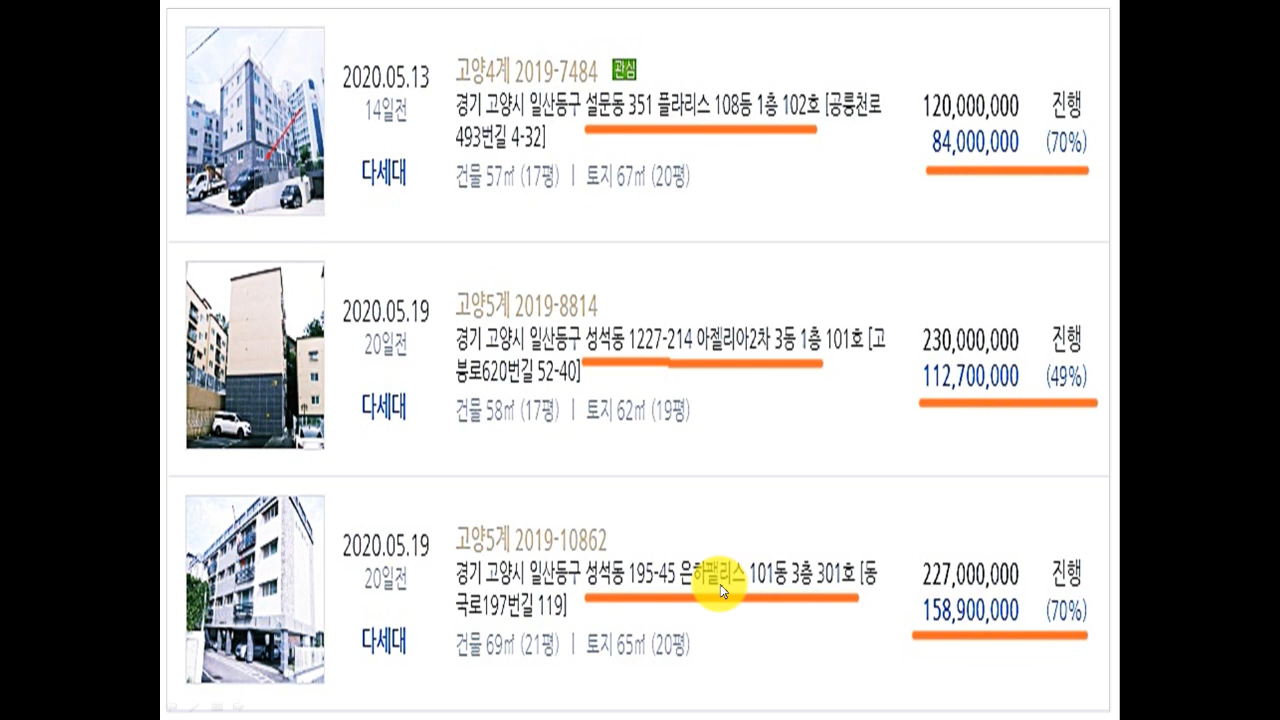 2020.05.13
14일전
다세대
고양4계 2019-7484 관심
경기 고양시 일산동구 설문동 351 플라리스 108동 1층 102호 [공릉천로
493번길 4-32]
건물 57㎡ (17평) | 토지 67㎡ (20평)
120,000,000 진행
84,000,000 (70%)
2020.05.19
20일전
다세대
고양5계 2019-8814
경기 고양시 일산동구 성석동 1227-214 아젤리아2차 3동 1층 101호 [고
봉로620번길 52-40]
건물 58㎡ (17평) | 토지 62㎡ (19평)
230,000,000 진행
112,700,000 (49%)
2020.05.19
20일전
다세대
고양5계 2019-10862
경기 고양시 일산동구 성석동 195-45 은하팰리스 101동 3층 301호 [동
국로197번길 119]
건물 69㎡ (21평) | 토지 65㎡ (20평)
227,000,000 진행
158,900,000 (70%)